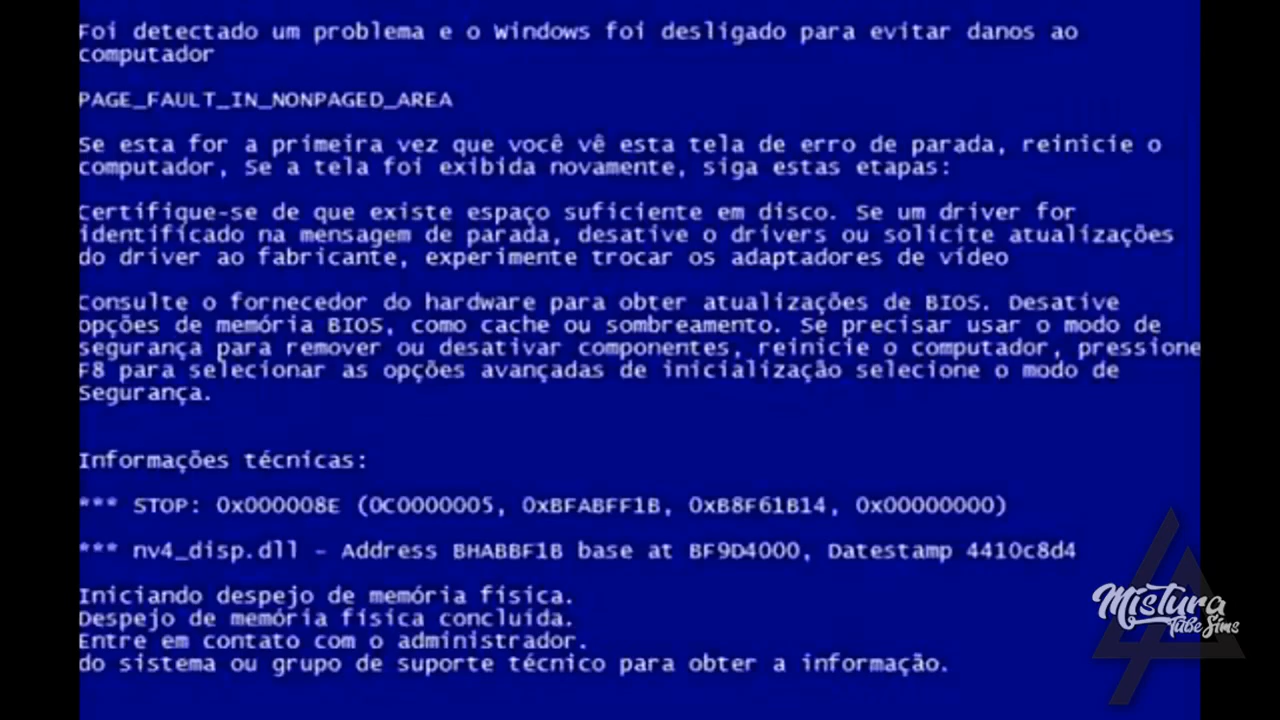 Foi detectado um problema e o Windows foi desligado para evitar danos ao
computador
PAGE_FAULT_IN_NONPAGED_AREA
Se esta for a primeira vez que você vê esta tela de erro de parada, reinicie o
computador, Se a tela foi exibida novamente, siga estas etapas:
Certifique-se de que existe espaço suficiente em disco. Se um driver for
identificado na mensagem de parada, desative o drivers ou solicite atualizações
do driver ao fabricante, experimente trocar os adaptadores de vídeo
Consulte o fornecedor do hardware para obter atualizações de BIOS. Desative
opções de memória BIOS, como cache ou sombreamento. Se precisar usar o modo de
segurança para remover ou desativar componentes, reinicie o computador, pressione
F8 para selecionar as opções avançadas de inicialização selecione o modo de
Segurança.
Informações técnicas:
*** STOP: 0x000008E (0C0000005, 0xBFABFF1B, 0xB8F61B14, 0x00000000)
*** nv4_disp.dll - Address BHABBF1B base at BF9D4000, Datestamp 4410c8d4
Iniciando despejo de memória física.
Despejo de memória física concluída.
Entre em contato com o administrador.
do sistema ou grupo de suporte técnico para obter a informação.
Mistura
Tube Sims